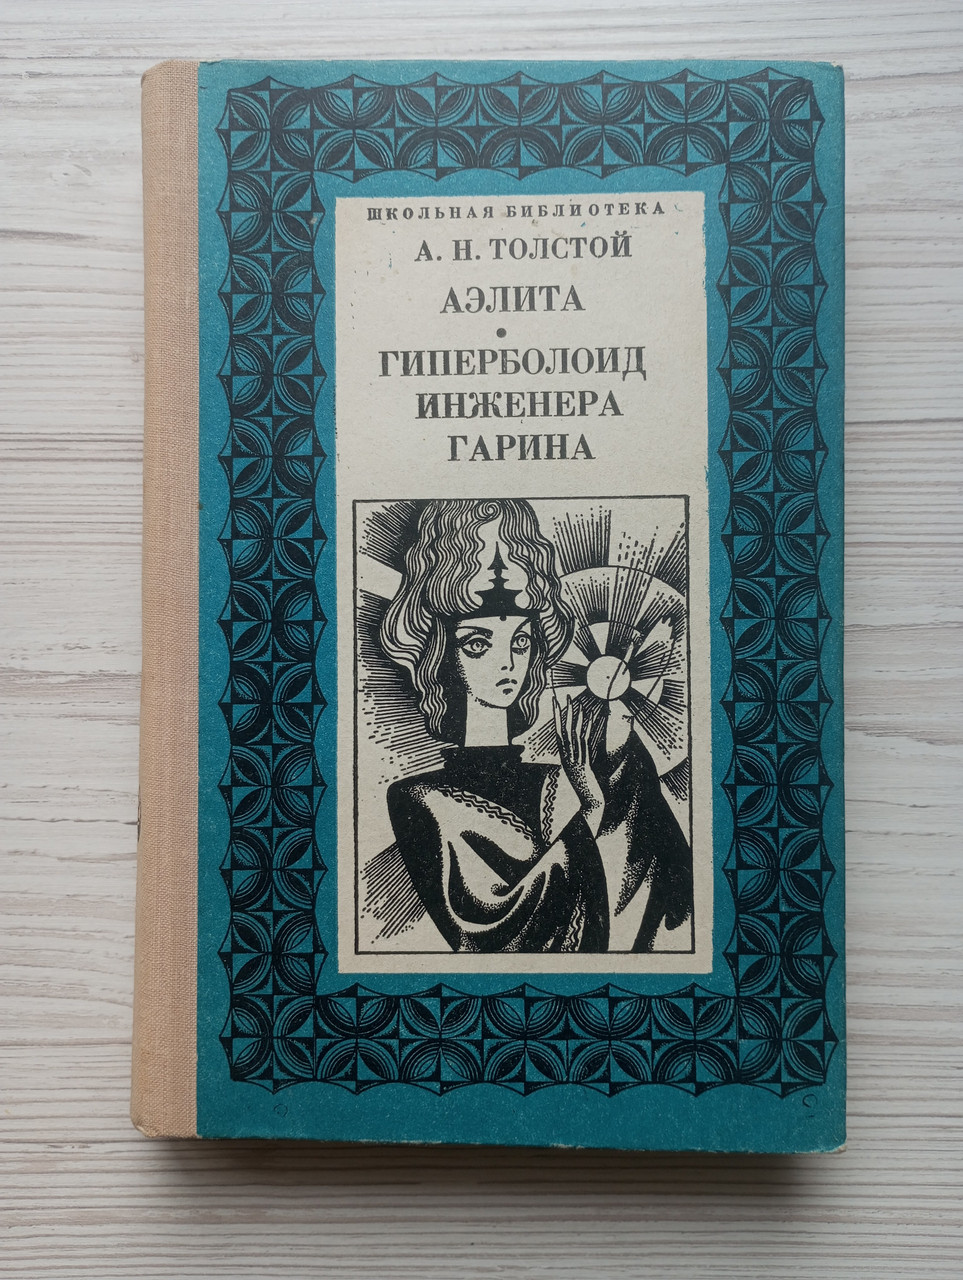 ШКОЛЬНАЯ БИБЛИОТЕКА
А. Н. ТОЛСТОЙ
АЭЛИТА
•
ГИПЕРБОЛОИД
ИНЖЕНЕРА
ГАРИНА